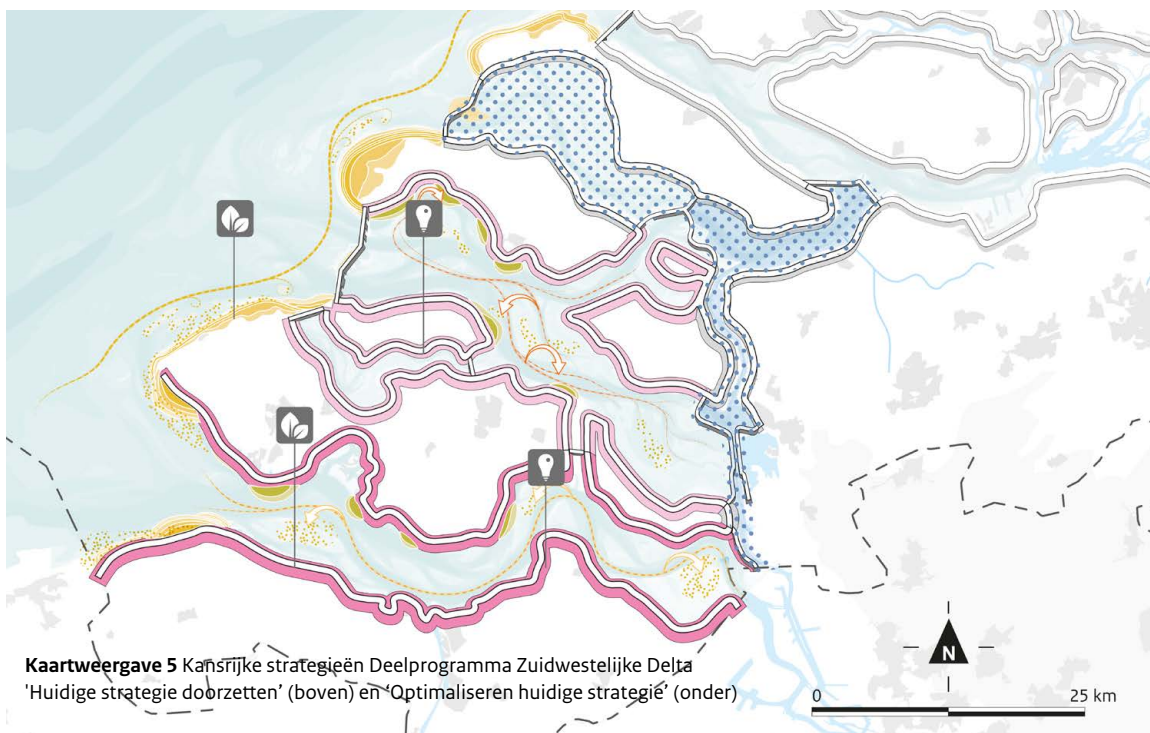 Kaartweergave 5 Kansrijke strategieën Deelprogramma Zuidwestelijke Delta
'Huidige strategie doorzetten’ (boven) en ‘Optimaliseren huidige strategie’ (onder)
N
0 25 km